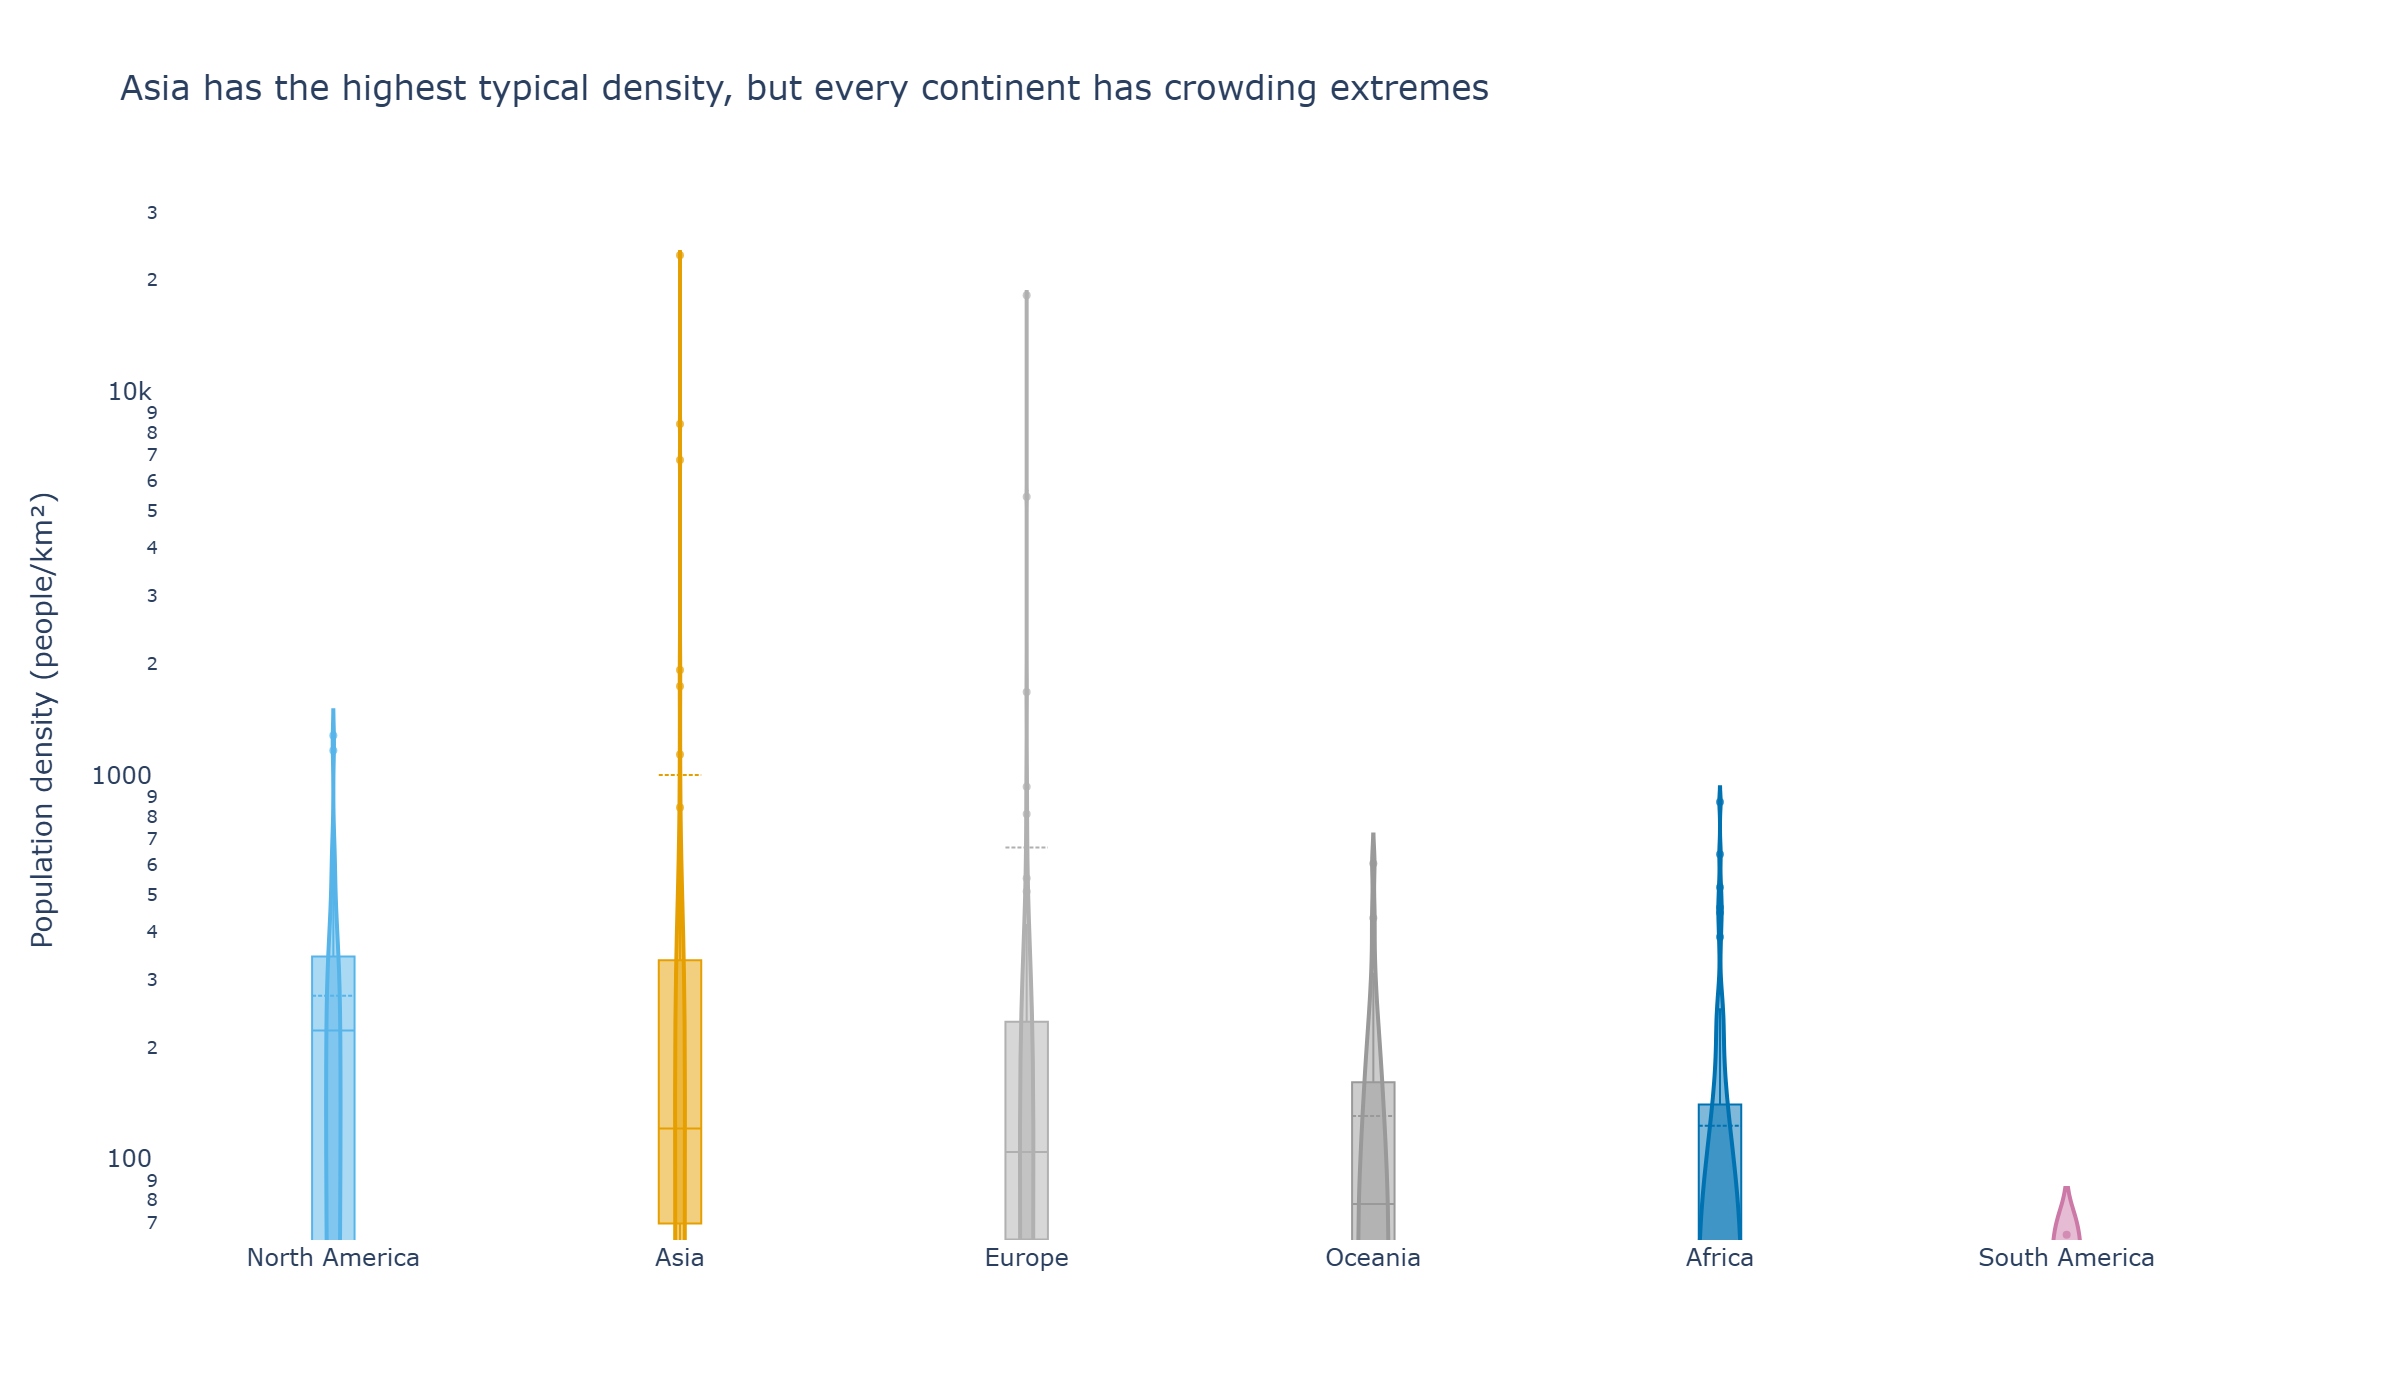 Asia has the highest typical density, but every continent has crowding extremes
Population density (people/km²)
3
2
10k
9
8
7
6
5
4
3
2
1000
9
8
7
6
5
4
3
2
100
9
8
7
North America
Asia
Europe
Oceania
Africa
South America